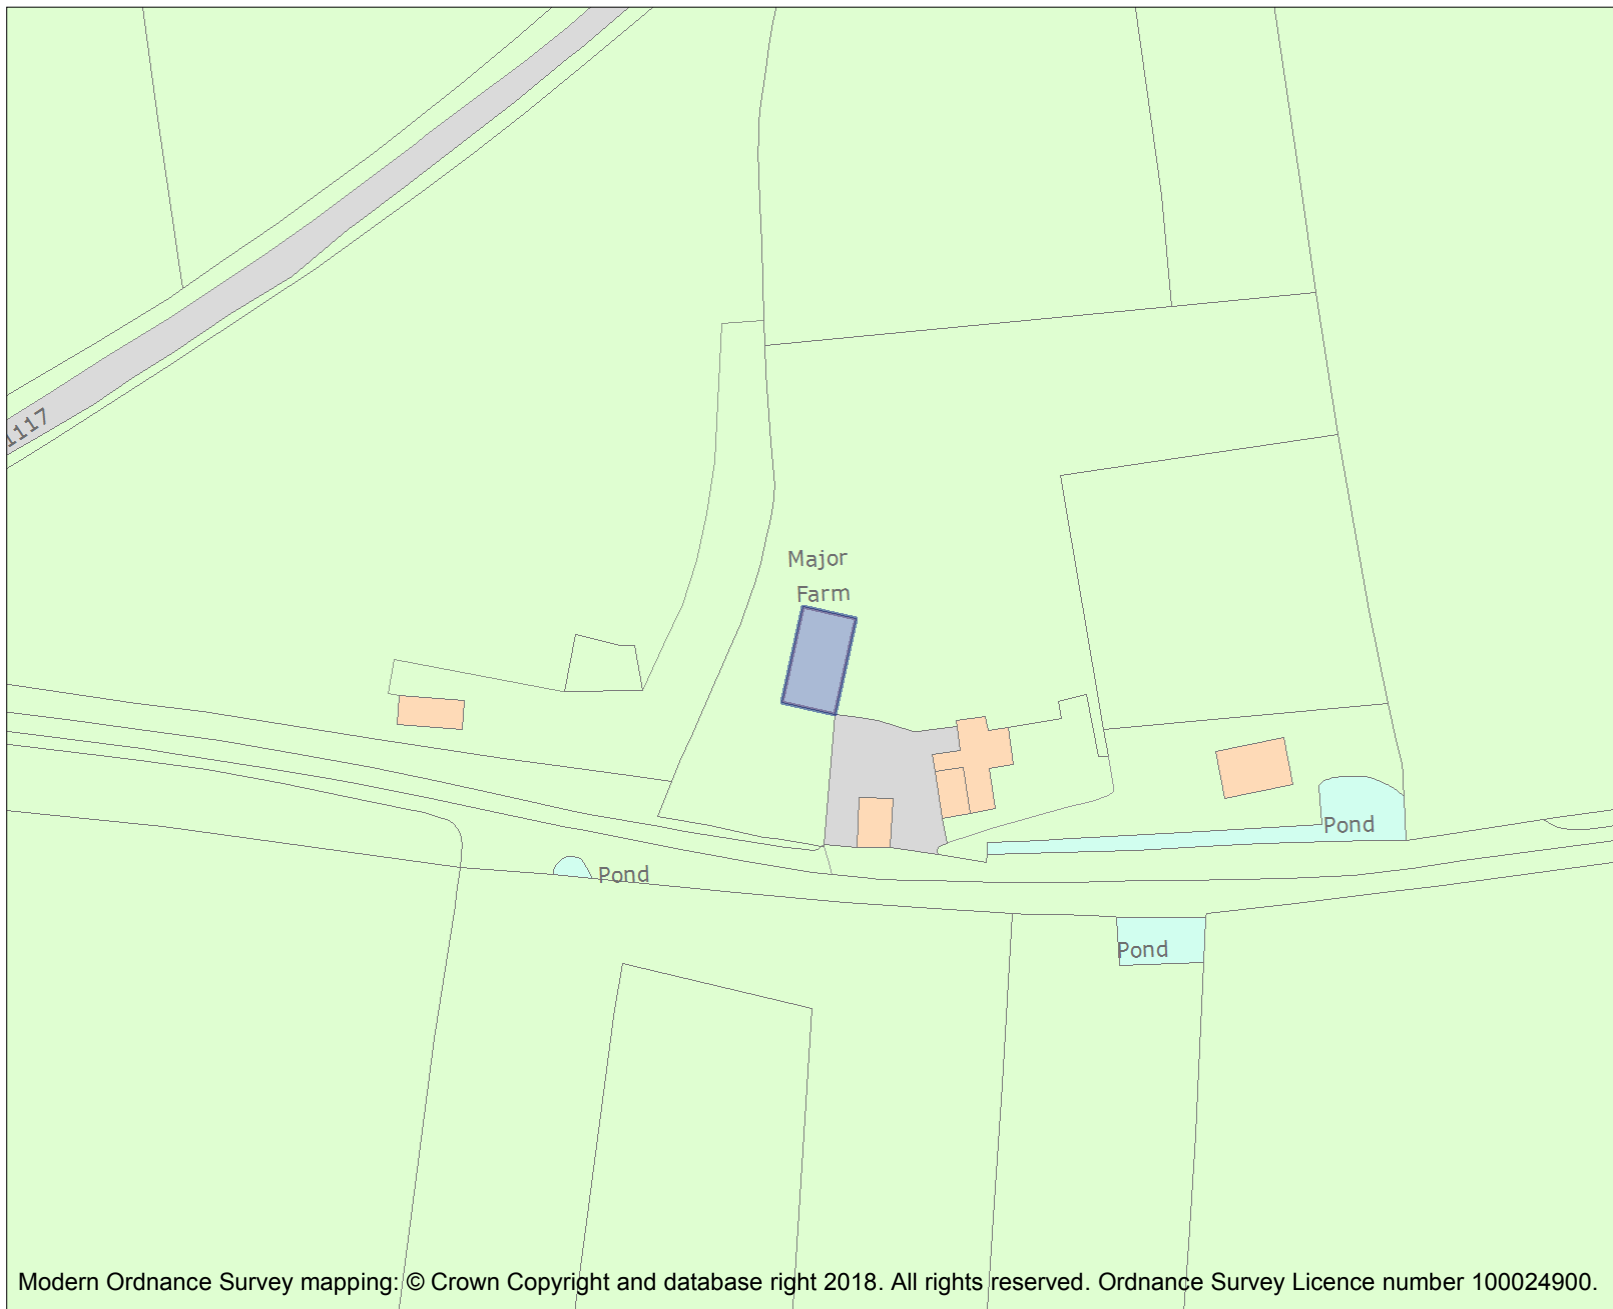 1117
Major
Farm
Pond
Pond
Pond
Modern Ordnance Survey mapping: © Crown Copyright and database right 2018. All rights reserved. Ordnance Survey Licence number 100024900.